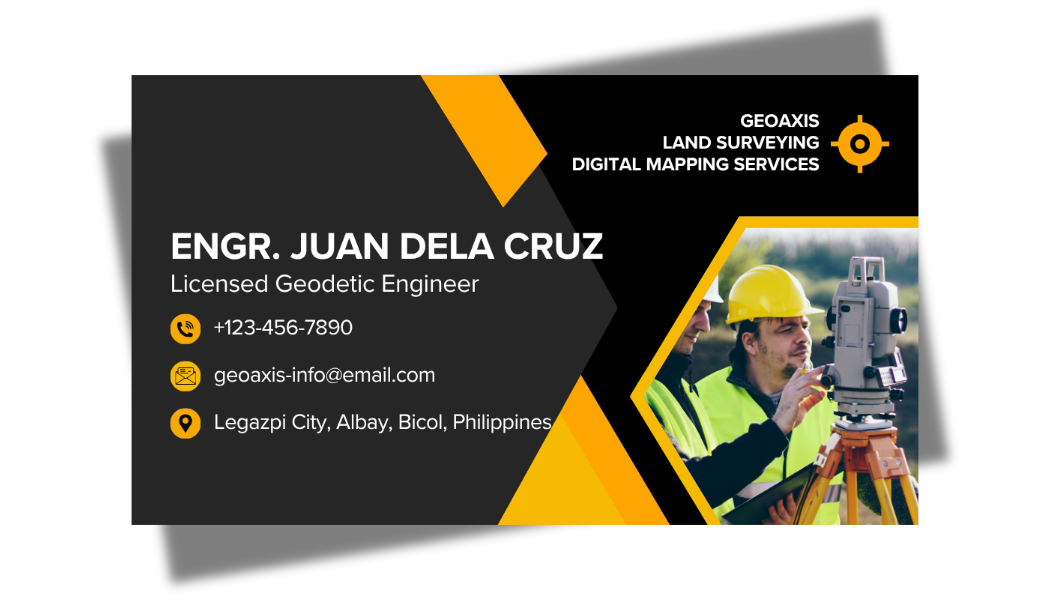 GEOAXIS
LAND SURVEYING
DIGITAL MAPPING SERVICES
ENGR. JUAN DELA CRUZ
Licensed Geodetic Engineer
+123-456-7890
geoaxis-info@email.com
Legazpi City, Albay, Bicol, Philippines